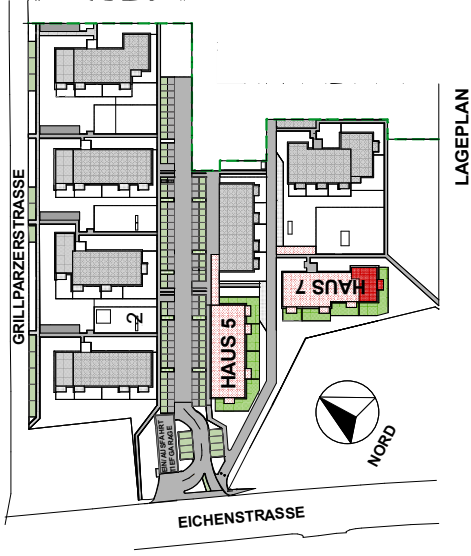 LAGEPLAN
GRILLPARZERSTRASSE
2
HAUS 5
HAUS 7
EIN/AUSFAHRT
TIEFGARAGE
NORD
EICHENSTRASSE